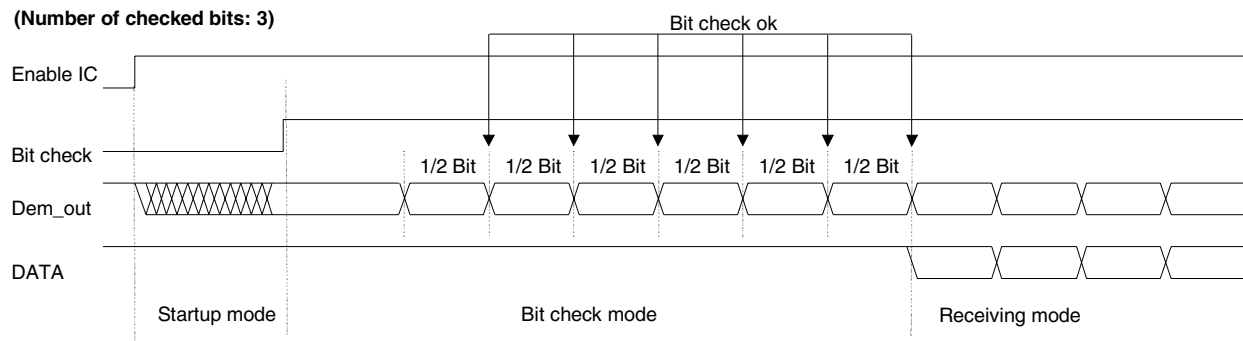 (Number of checked bits: 3)
Bit check ok
Enable IC
Bit check
1/2 Bit 1/2 Bit 1/2 Bit 1/2 Bit 1/2 Bit 1/2 Bit
Dem_out
DATA
Startup mode Bit check mode Receiving mode